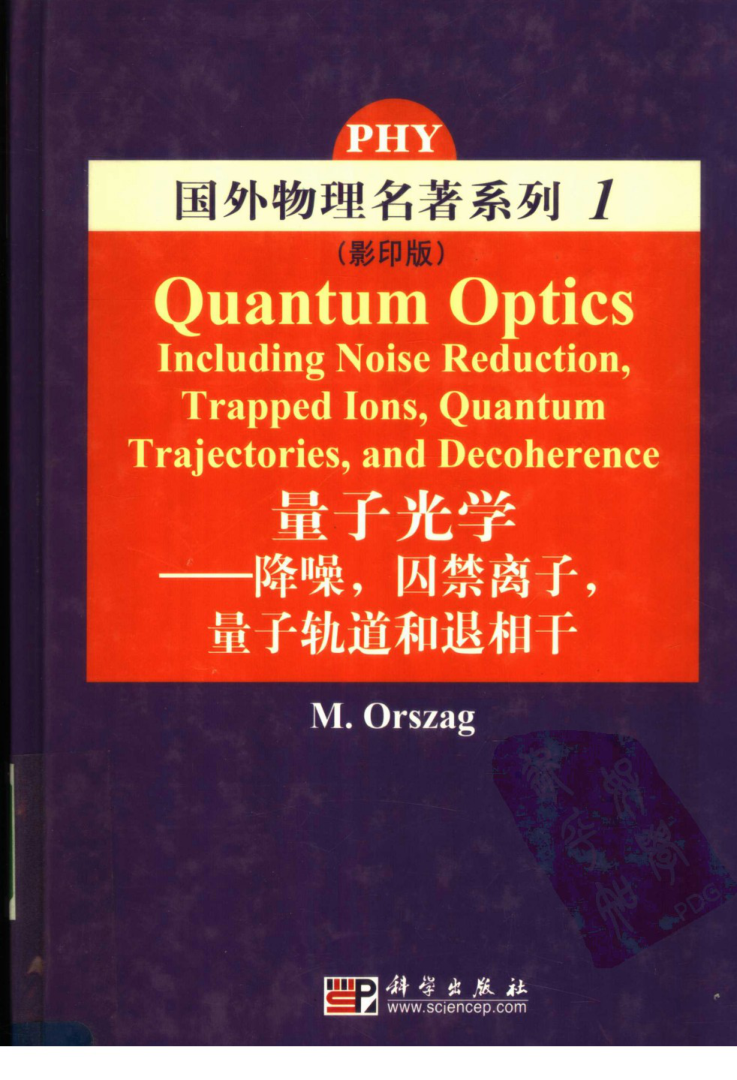 PHY
国外物理名著系列 1
(影印版)
Quantum Optics
Including Noise Reduction,
Trapped Ions, Quantum
Trajectories, and Decoherence
量子光学
——降噪，囚禁离子，
量子轨道和退相干
M. Orszag
PDG
科学出版社
www.sciencep.com